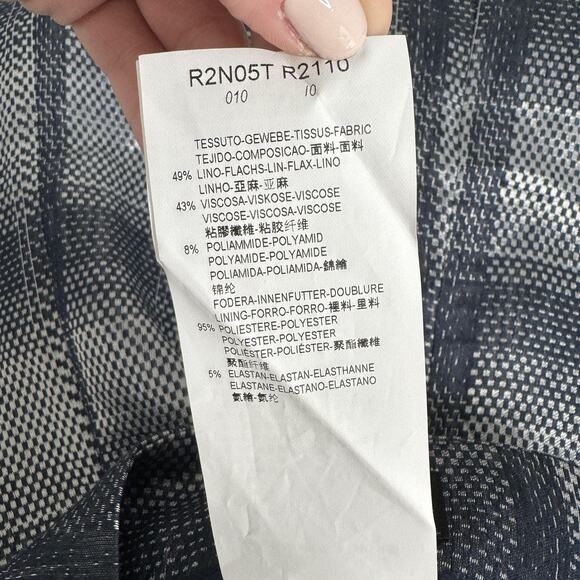 R2N05T R2110
010 10
TESSUTO-GEWEBE-TISSUS-FABRIC
TEJIDO-COMPOSICAO-面料-面料
49% LINO-FLACHS-LIN-FLAX-LINO
LINHO-亞麻-亚麻
43% VISCOSA-VISKOSE-VISCOSE
VISCOSE-VISCOSA-VISCOSE
粘膠纖維-粘胶纤维
8% POLIAMMIDE-POLYAMID
POLYAMIDE-POLYAMIDE
POLIAMIDA-POLIAMIDA-錦綸
锦纶
FODERA-INNENFUTTER-DOUBLURE
LINING-FORRO-FORRO-裡料-里料
95% POLIESTERE-POLYESTER
POLYESTER-POLYESTER
POLIÉSTER-POLIÉSTER-聚酯纖維
聚酯纤维
5% ELASTAN-ELASTAN-ELASTHANNE
ELASTANE-ELASTANO-ELASTANO
氨綸-氨纶